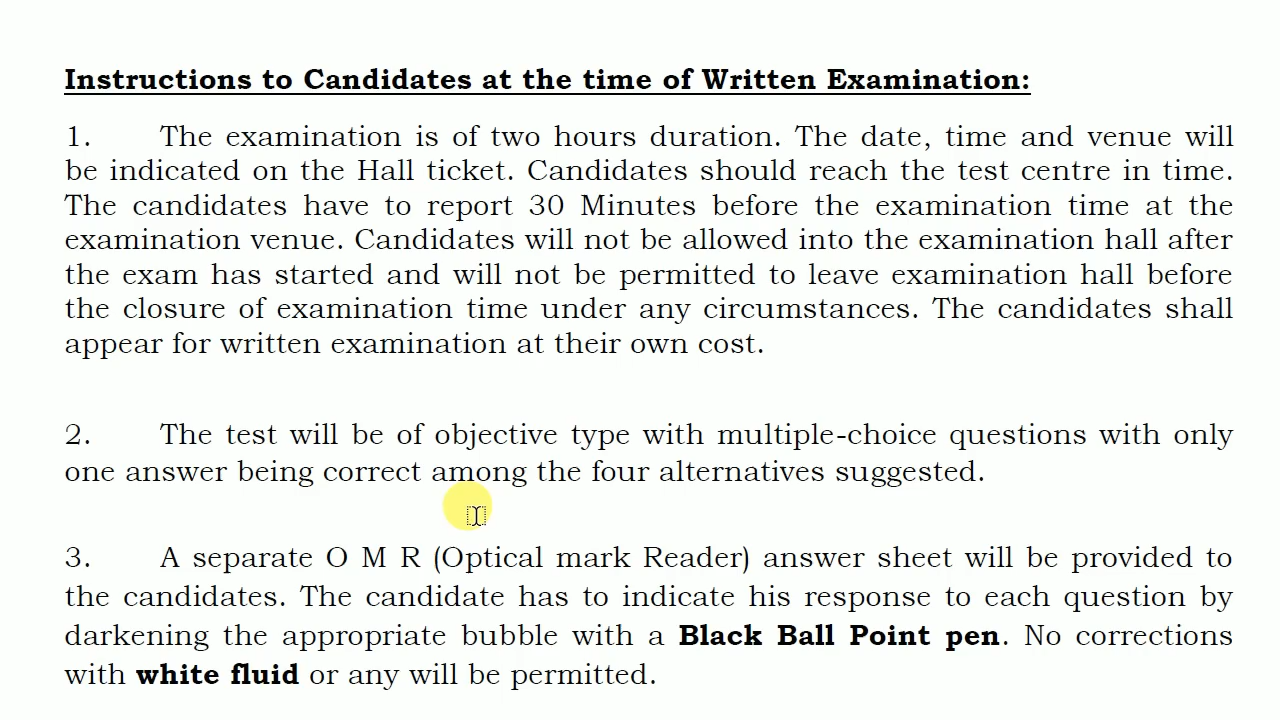 Instructions to Candidates at the time of Written Examination:
1. The examination is of two hours duration. The date, time and venue will
be indicated on the Hall ticket. Candidates should reach the test centre in time.
The candidates have to report 30 Minutes before the examination time at the
examination venue. Candidates will not be allowed into the examination hall after
the exam has started and will not be permitted to leave examination hall before
the closure of examination time under any circumstances. The candidates shall
appear for written examination at their own cost.
2. The test will be of objective type with multiple-choice questions with only
one answer being correct among the four alternatives suggested.
3. A separate O M R (Optical mark Reader) answer sheet will be provided to
the candidates. The candidate has to indicate his response to each question by
darkening the appropriate bubble with a Black Ball Point pen. No corrections
with white fluid or any will be permitted.